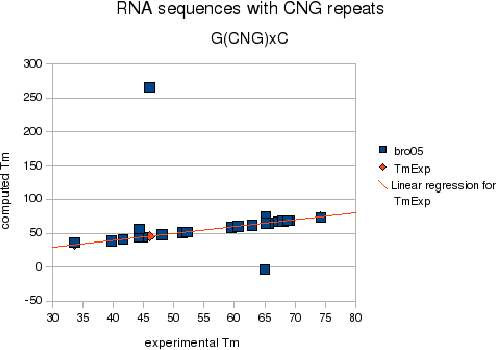 RNA sequences with CNG repeats
G(CNG)xC
300
250
200
150
100
50
0
-50
computed Tm
30 35 40 45 50 55 60 65 70 75 80
experimental Tm
bro05
TmExp
Linear regression for
TmExp